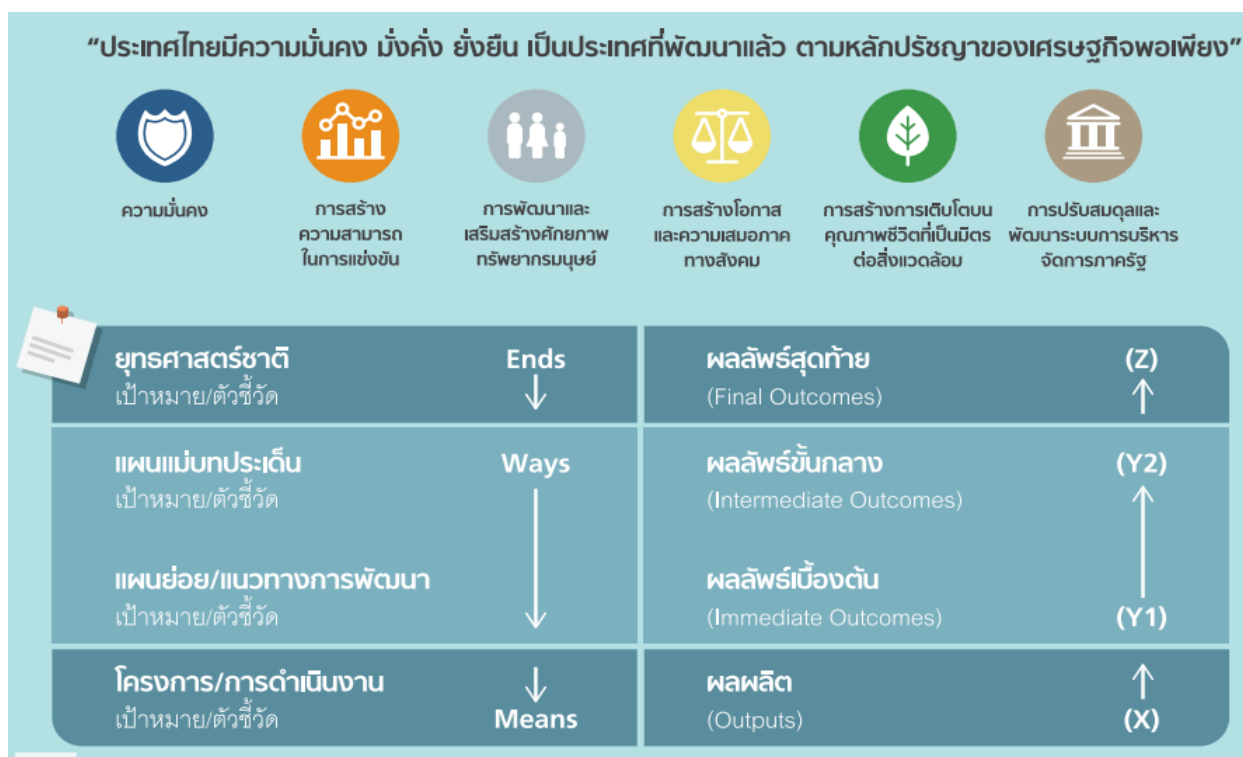 “ประเทศไทยมีความมั่นคง มั่งคั่ง ยั่งยืน เป็นประเทศที่พัฒนาแล้ว ตามหลักปรัชญาของเศรษฐกิจพอเพียง”
ความมั่นคง
การสร้าง
ความสามารถ
ในการแข่งขัน
การพัฒนาและ
เสริมสร้างศักยภาพ
ทรัพยากรมนุษย์
การสร้างโอกาส
และความเสมอภาค
ทางสังคม
การสร้างการเติบโตบน
คุณภาพชีวิตที่เป็นมิตร
ต่อสิ่งแวดล้อม
การปรับสมดุลและ
พัฒนาระบบการบริหาร
จัดการภาครัฐ
ยุทธศาสตร์ชาติ Ends ผลลัพธ์สุดท้าย (Z)
เป้าหมาย/ตัวชี้วัด (Final Outcomes)
แผนแม่บทประเด็น Ways ผลลัพธ์ขั้นกลาง (Y2)
เป้าหมาย/ตัวชี้วัด (Intermediate Outcomes)
แผนย่อย/แนวทางการพัฒนา ผลลัพธ์เบื้องต้น
เป้าหมาย/ตัวชี้วัด (Immediate Outcomes) (Y1)
โครงการ/การดำเนินงาน ผลผลิต
เป้าหมาย/ตัวชี้วัด Means (Outputs) (X)